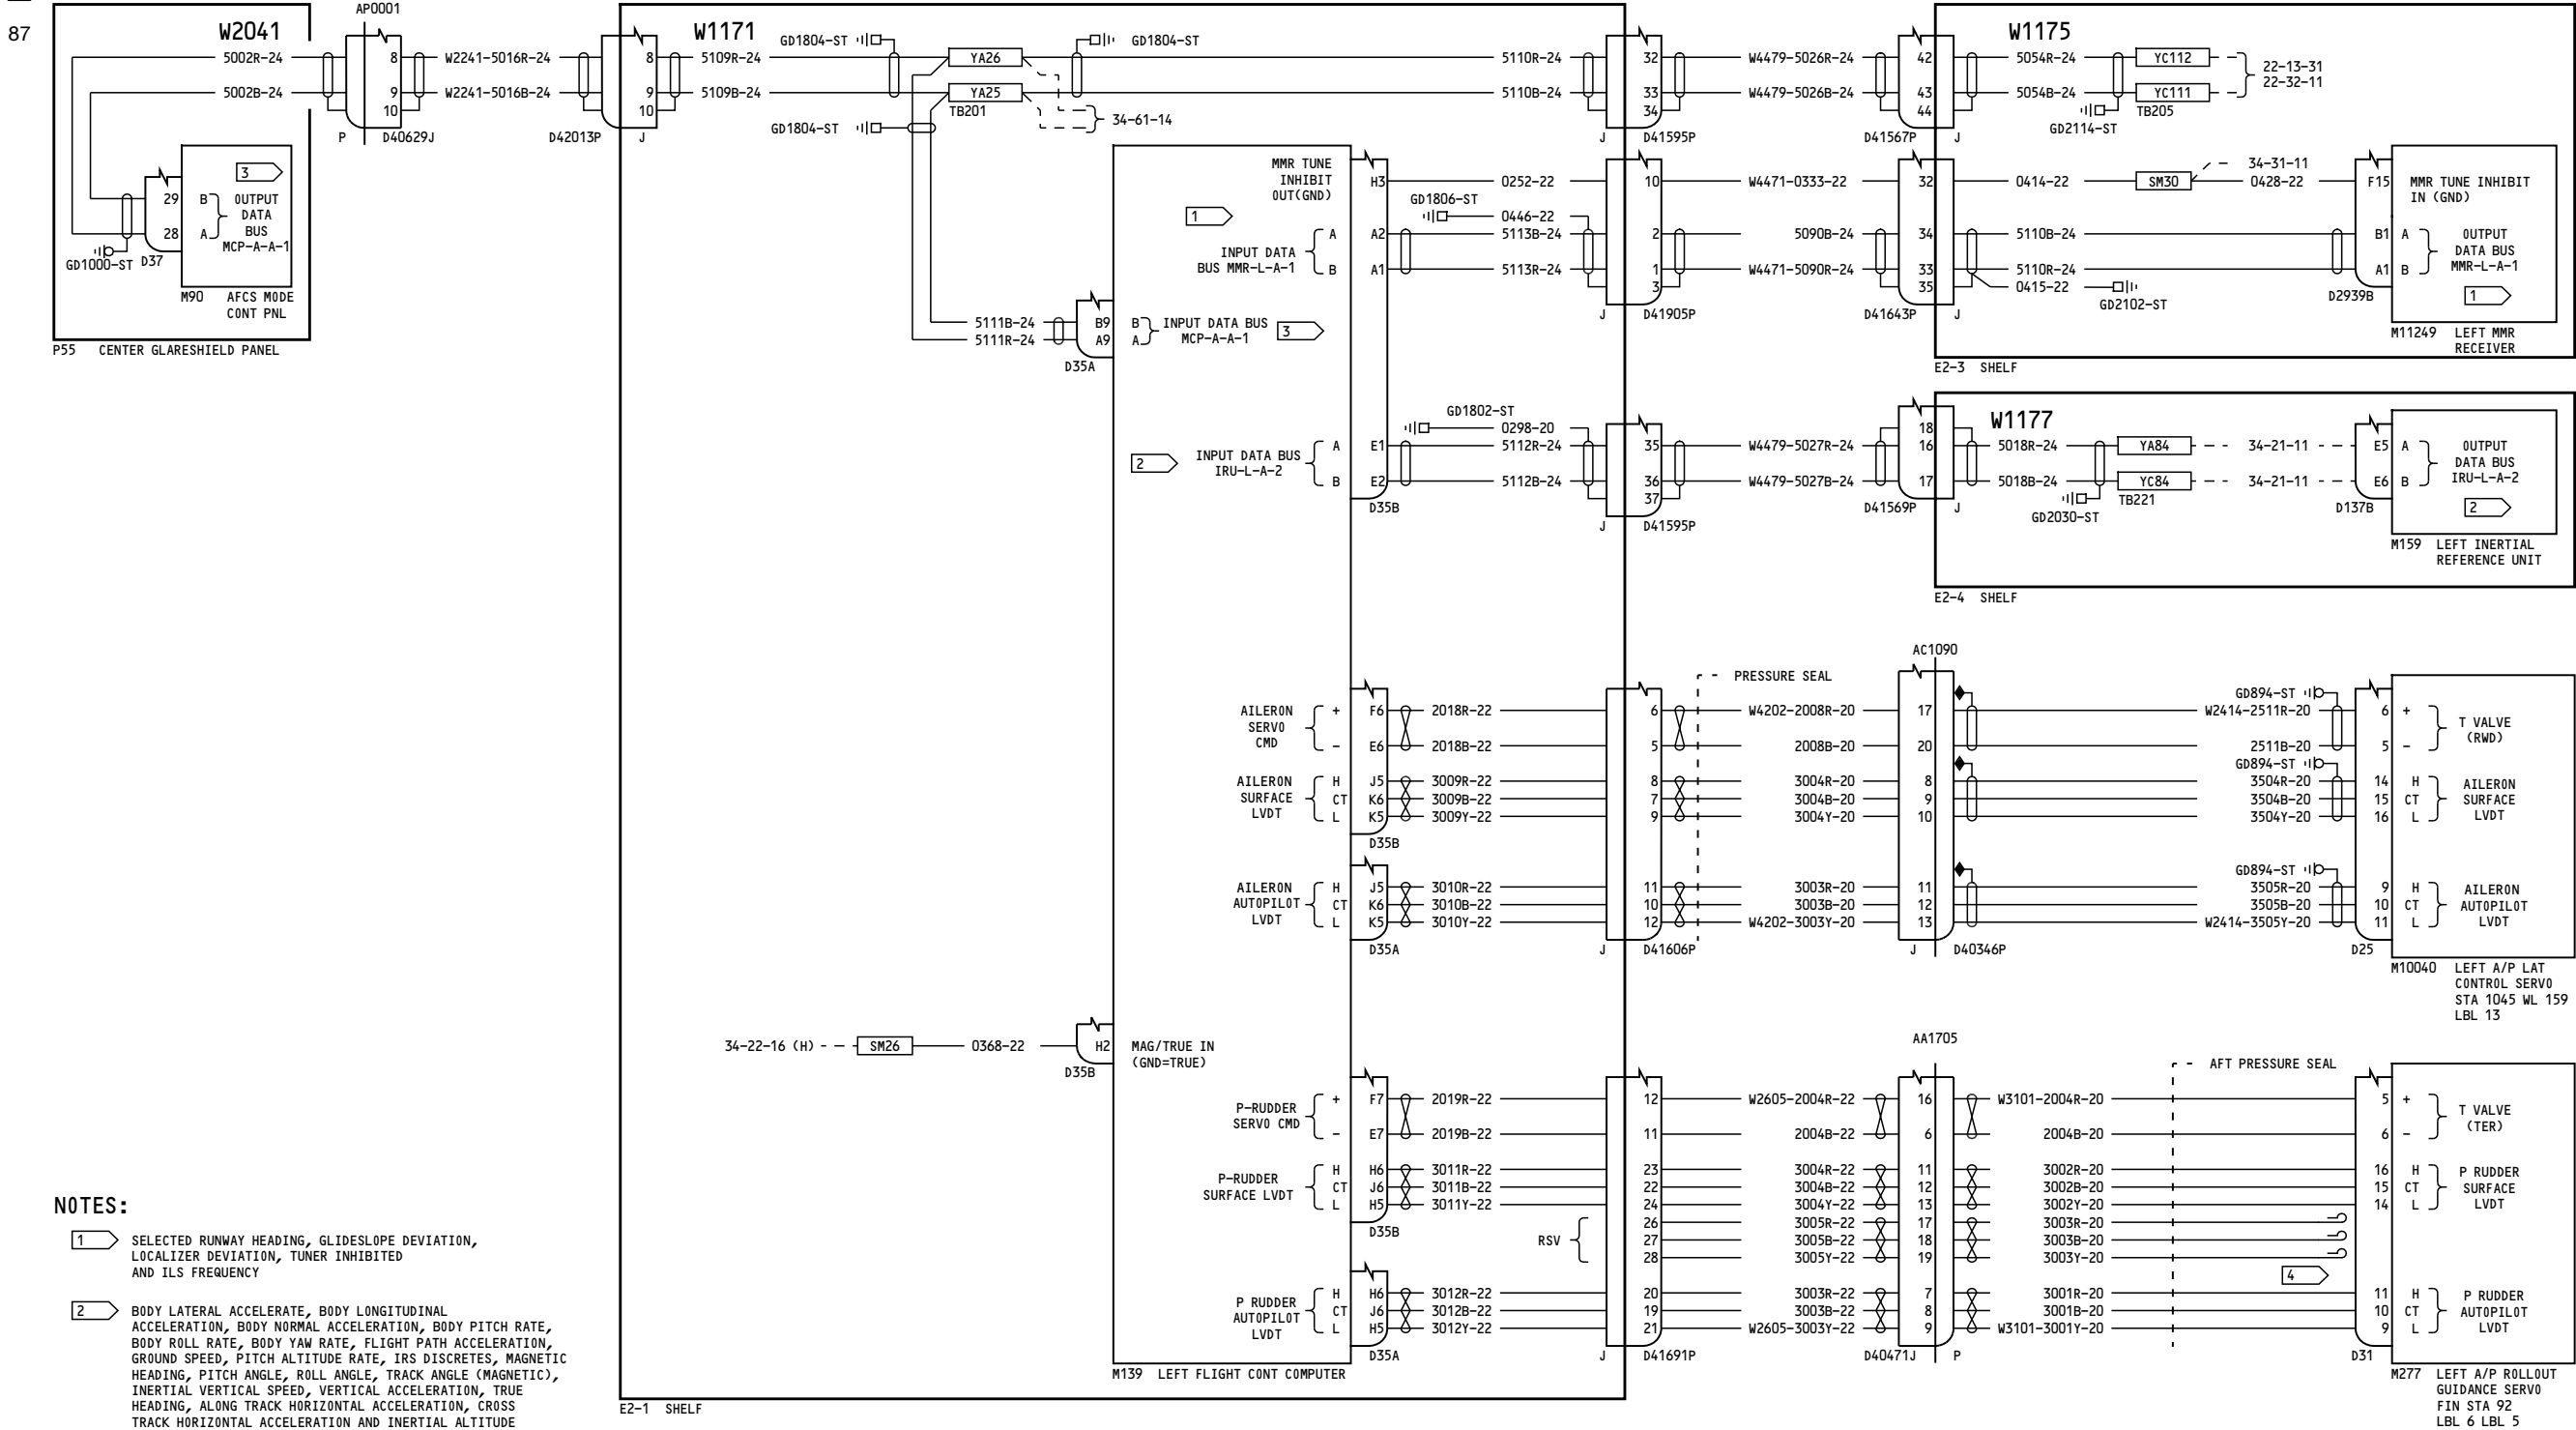 87
W2041
AP0001
5002R-24
5002B-24
8
9
10
P
D40629J
W2241-5016R-24
W2241-5016B-24
D42013P
8
9
10
J
3
29
28
B
A
OUTPUT
DATA
BUS
MCP-A-A-1
GD1000-ST
D37
M90 AFCS MODE
CONT PNL
P55 CENTER GLARESHIELD PANEL
W1171
5109R-24
5109B-24
GD1804-ST
GD1804-ST
GD1804-ST
YA26
YA25
TB201
34-61-14
5110R-24
5110B-24
32
33
34
J
D41595P
W4479-5026R-24
W4479-5026B-24
42
43
44
D41567P
J
W1175
5054R-24
5054B-24
YC112
YC111
TB205
GD2114-ST
22-13-31
22-32-11
MMR TUNE
INHIBIT
OUT(GND)
H3
0252-22
10
W4471-0333-22
32
0414-22
SM30
34-31-11
0428-22
F15
MMR TUNE INHIBIT
IN (GND)
1
GD1806-ST
0446-22
INPUT DATA
BUS MMR-L-A-1
A
B
A2
A1
5113B-24
5113R-24
2
1
3
J
D41905P
5090B-24
W4471-5090R-24
34
33
35
D41643P
J
5110B-24
5110R-24
0415-22
GD2102-ST
B1
A1
A
B
OUTPUT
DATA BUS
MMR-L-A-1
D2939B
1
M11249 LEFT MMR
RECEIVER
E2-3 SHELF
5111B-24
5111R-24
B9
A9
D35A
B
A
INPUT DATA BUS
MCP-A-A-1
3
2
INPUT DATA BUS
IRU-L-A-2
A
B
E1
E2
D35B
GD1802-ST
0298-20
5112R-24
5112B-24
35
36
37
J
D41595P
W4479-5027R-24
W4479-5027B-24
18
16
17
D41569P
J
W1177
5018R-24
5018B-24
GD2030-ST
YA84
YC84
TB221
34-21-11
34-21-11
E5
E6
A
B
D137B
OUTPUT
DATA BUS
IRU-L-A-2
2
M159 LEFT INERTIAL
REFERENCE UNIT
E2-4 SHELF
AILERON
SERVO
CMD
+
-
F6
E6
2018R-22
2018B-22
6
5
PRESSURE SEAL
W4202-2008R-20
2008B-20
AC1090
17
20
GD894-ST
W2414-2511R-20
2511B-20
6
5
+
-
T VALVE
(RWD)
AILERON
SURFACE
LVDT
H
CT
L
J5
K6
K5
D35B
3009R-22
3009B-22
3009Y-22
8
7
9
3004R-20
3004B-20
3004Y-20
8
9
10
GD894-ST
3504R-20
3504B-20
3504Y-20
14
15
16
H
CT
L
AILERON
SURFACE
LVDT
AILERON
AUTOPILOT
LVDT
H
CT
L
J5
K6
K5
D35A
3010R-22
3010B-22
3010Y-22
11
10
12
J
D41606P
3003R-20
3003B-20
W4202-3003Y-20
11
12
13
J
D40346P
GD894-ST
3505R-20
3505B-20
W2414-3505Y-20
9
10
11
D25
H
CT
L
AILERON
AUTOPILOT
LVDT
M10040 LEFT A/P LAT
CONTROL SERVO
STA 1045 WL 159
LBL 13
34-22-16 (H)
SM26
0368-22
H2
D35B
MAG/TRUE IN
(GND=TRUE)
P-RUDDER
SERVO CMD
+
-
F7
E7
2019R-22
2019B-22
12
11
W2605-2004R-22
2004B-22
AA1705
16
6
W3101-2004R-20
2004B-20
AFT PRESSURE SEAL
5
6
+
-
T VALVE
(TER)
P-RUDDER
SURFACE LVDT
H
CT
L
H6
J6
H5
D35B
3011R-22
3011B-22
3011Y-22
23
22
24
3004R-22
3004B-22
3004Y-22
11
12
13
3002R-20
3002B-20
3002Y-20
16
15
14
H
CT
L
P RUDDER
SURFACE
LVDT
RSV
26
27
28
3005R-22
3005B-22
3005Y-22
17
18
19
3003R-20
3003B-20
3003Y-20
4
P RUDDER
AUTOPILOT
LVDT
H
CT
L
H6
J6
H5
D35A
3012R-22
3012B-22
3012Y-22
20
19
21
J
D41691P
3003R-22
3003B-22
W2605-3003Y-22
7
8
9
D40471J
P
3001R-20
3001B-20
W3101-3001Y-20
11
10
9
D31
H
CT
L
P RUDDER
AUTOPILOT
LVDT
M277 LEFT A/P ROLLOUT
GUIDANCE SERVO
FIN STA 92
LBL 6 LBL 5
M139 LEFT FLIGHT CONT COMPUTER
E2-1 SHELF
NOTES:
1 SELECTED RUNWAY HEADING, GLIDESLOPE DEVIATION,
LOCALIZER DEVIATION, TUNER INHIBITED
AND ILS FREQUENCY
2 BODY LATERAL ACCELERATE, BODY LONGITUDINAL
ACCELERATION, BODY NORMAL ACCELERATION, BODY PITCH RATE,
BODY ROLL RATE, BODY YAW RATE, FLIGHT PATH ACCELERATION,
GROUND SPEED, PITCH ALTITUDE RATE, IRS DISCRETES, MAGNETIC
HEADING, PITCH ANGLE, ROLL ANGLE, TRACK ANGLE (MAGNETIC),
INERTIAL VERTICAL SPEED, VERTICAL ACCELERATION, TRUE
HEADING, ALONG TRACK HORIZONTAL ACCELERATION, CROSS
TRACK HORIZONTAL ACCELERATION AND INERTIAL ALTITUDE